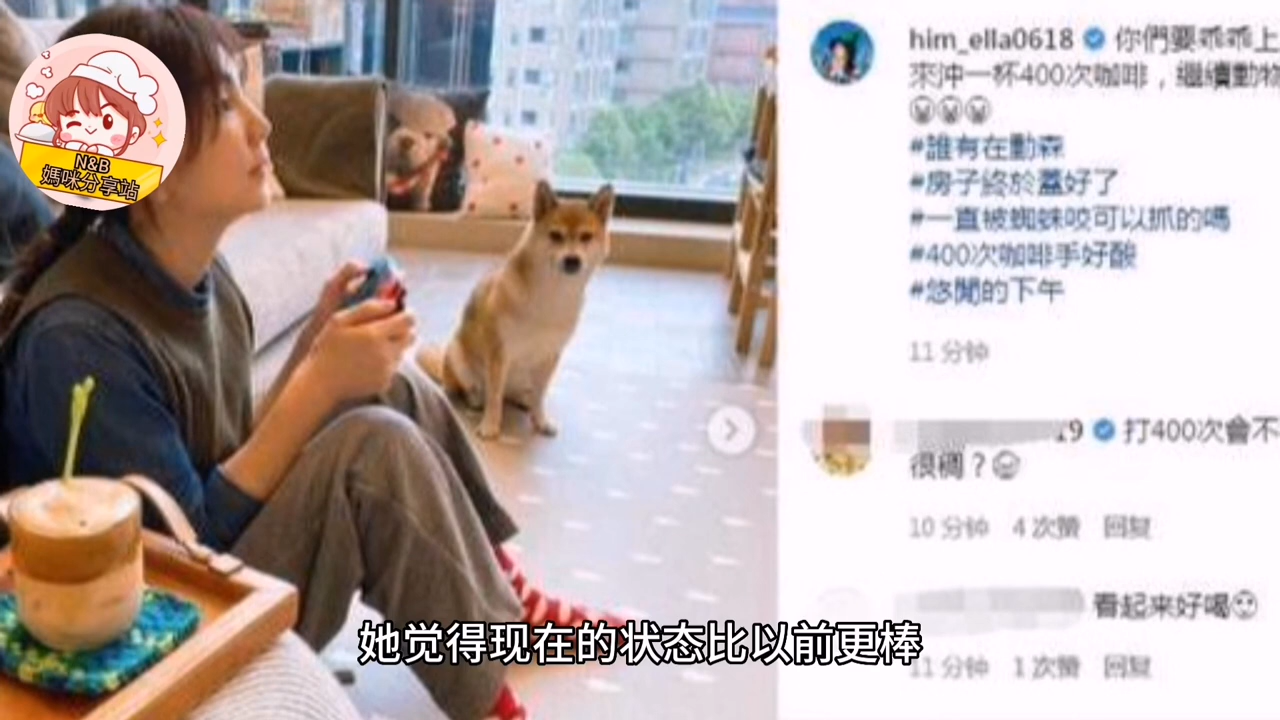 N&B
媽咪分享站
him_ella0618 你們要乖乖上
來沖一杯400次咖啡，繼續動物
#誰有在動森
#房子終於蓋好了
#一直被蜘蛛咬可以抓的嗎
#400次咖啡手好酸
#悠閒的下午
11 分钟
19 打400次會不
很稠？
10 分钟 4 次赞 回复
看起来好喝
11 分钟 1 次赞 回复
她觉得现在的状态比以前更棒